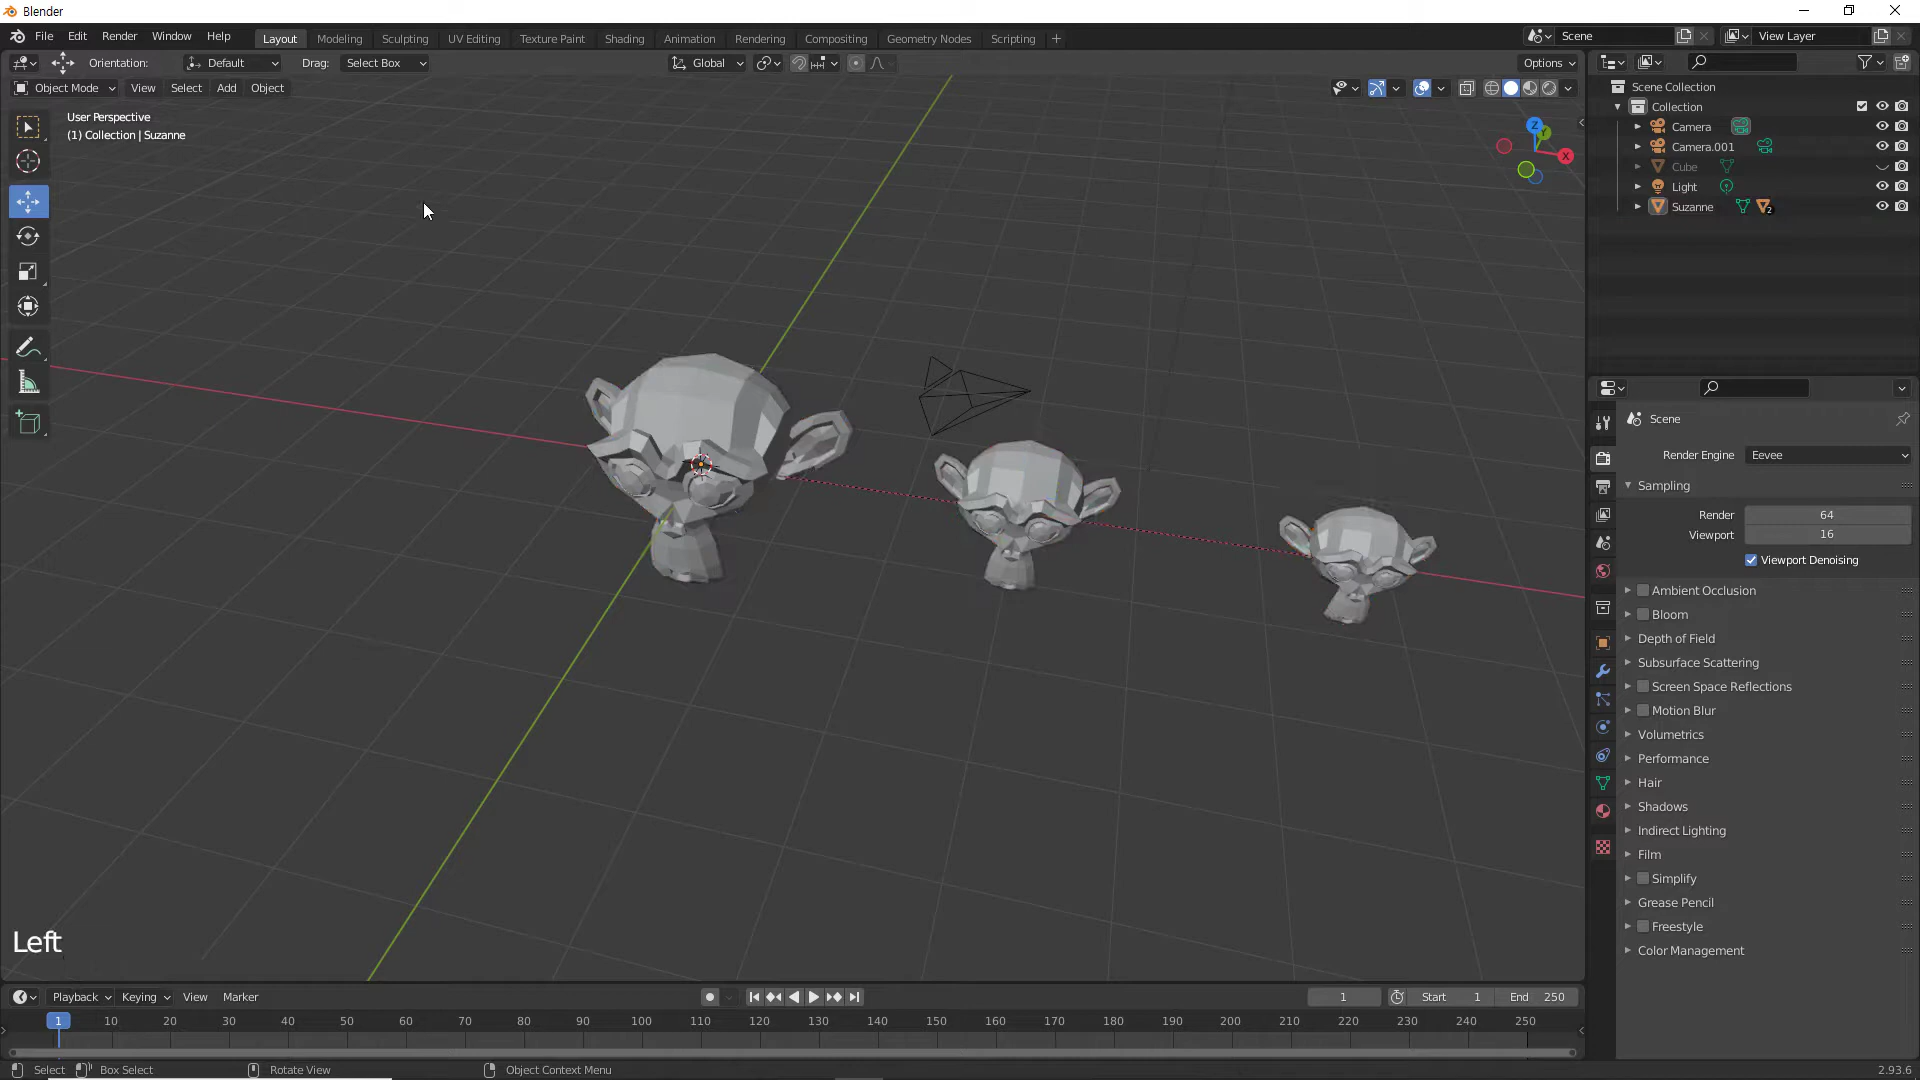 Blender
File Edit Render Window Help Layout Modeling Sculpting UV Editing Texture Paint Shading Animation Rendering Compositing Geometry Nodes Scripting + Scene View Layer
Orientation: Default Drag: Select Box Global Options
Object Mode View Select Add Object
User Perspective
(1) Collection | Suzanne
Z
Y
X
Scene Collection
Collection
Camera
Camera.001
Cube
Light
Suzanne 2
Scene
Render Engine Eevee
Sampling
Render 64
Viewport 16
Viewport Denoising
Ambient Occlusion
Bloom
Depth of Field
Subsurface Scattering
Screen Space Reflections
Motion Blur
Volumetrics
Performance
Hair
Shadows
Indirect Lighting
Film
Simplify
Grease Pencil
Freestyle
Color Management
Left
Playback Keying View Marker 1 Start 1 End 250
1 10 20 30 40 50 60 70 80 90 100 110 120 130 140 150 160 170 180 190 200 210 220 230 240 250
Select Box Select Rotate View Object Context Menu 2.93.6